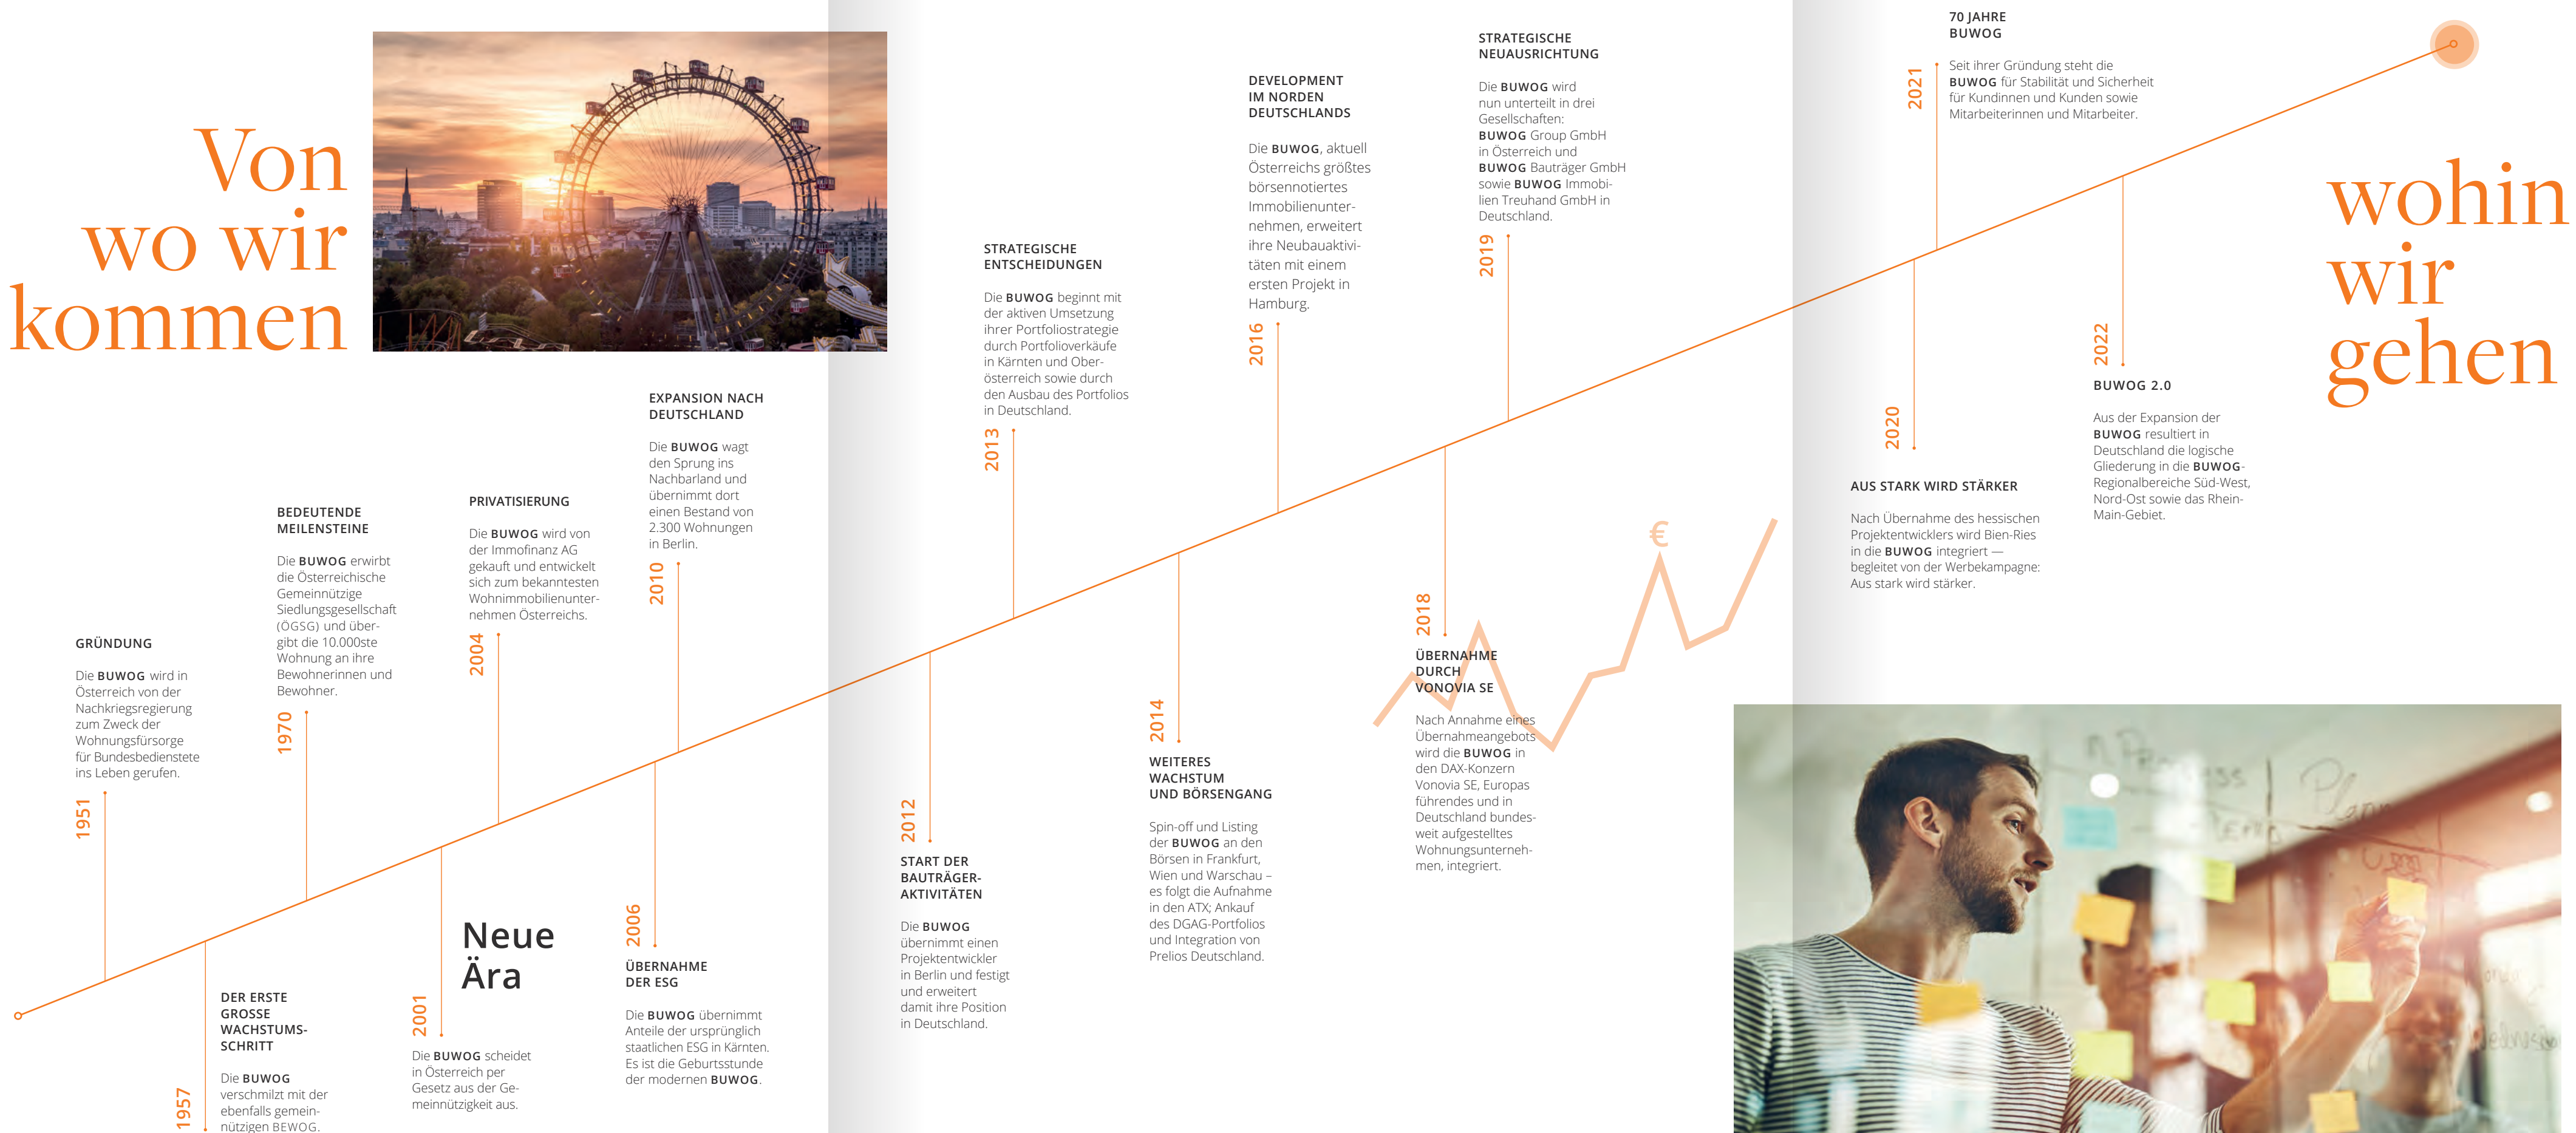 Von
wo wir
kommen
GRÜNDUNG
Die BUWOG wird in
Österreich von der
Nachkriegsregierung
zum Zweck der
Wohnungsfürsorge
für Bundesbedienstete
ins Leben gerufen.
1951
DER ERSTE
GROSSE
WACHSTUMS-
SCHRITT
Die BUWOG
verschmilzt mit der
ebenfalls gemein-
nützigen BEWOG.
1957
BEDEUTENDE
MEILENSTEINE
Die BUWOG erwirbt
die Österreichische
Gemeinnützige
Siedlungsgesellschaft
(ÖGSG) und über-
gibt die 10.000ste
Wohnung an ihre
Bewohnerinnen und
Bewohner.
1970
Neue
Ära
2001
Die BUWOG scheidet
in Österreich per
Gesetz aus der Ge-
meinnützigkeit aus.
PRIVATISIERUNG
Die BUWOG wird von
der Immofinanz AG
gekauft und entwickelt
sich zum bekanntesten
Wohnimmobilienunter-
nehmen Österreichs.
2004
2006
ÜBERNAHME
DER ESG
Die BUWOG übernimmt
Anteile der ursprünglich
staatlichen ESG in Kärnten.
Es ist die Geburtsstunde
der modernen BUWOG.
EXPANSION NACH
DEUTSCHLAND
Die BUWOG wagt
den Sprung ins
Nachbarland und
übernimmt dort
einen Bestand von
2.300 Wohnungen
in Berlin.
2010
2012
START DER
BAUTRÄGER-
AKTIVITÄTEN
Die BUWOG
übernimmt einen
Projektentwickler
in Berlin und festigt
und erweitert
damit ihre Position
in Deutschland.
STRATEGISCHE
ENTSCHEIDUNGEN
Die BUWOG beginnt mit
der aktiven Umsetzung
ihrer Portfoliostrategie
durch Portfolioverkäufe
in Kärnten und Ober-
österreich sowie durch
den Ausbau des Portfolios
in Deutschland.
2013
2014
WEITERES
WACHSTUM
UND BÖRSENGANG
Spin-off und Listing
der BUWOG an den
Börsen in Frankfurt,
Wien und Warschau –
es folgt die Aufnahme
in den ATX; Ankauf
des DGAG-Portfolios
und Integration von
Prelios Deutschland.
DEVELOPMENT
IM NORDEN
DEUTSCHLANDS
Die BUWOG, aktuell
Österreichs größtes
börsennotiertes
Immobilienunter-
nehmen, erweitert
ihre Neubauaktivi-
täten mit einem
ersten Projekt in
Hamburg.
2016
2018
€
ÜBERNAHME
DURCH
VONOVIA SE
Nach Annahme eines
Übernahmeangebots
wird die BUWOG in
den DAX-Konzern
Vonovia SE, Europas
führendes und in
Deutschland bundes-
weit aufgestelltes
Wohnungsunterneh-
men, integriert.
STRATEGISCHE
NEUAUSRICHTUNG
Die BUWOG wird
nun unterteilt in drei
Gesellschaften:
BUWOG Group GmbH
in Österreich und
BUWOG Bauträger GmbH
sowie BUWOG Immobi-
lien Treuhand GmbH in
Deutschland.
2019
2020
AUS STARK WIRD STÄRKER
Nach Übernahme des hessischen
Projektentwicklers wird Bien-Ries
in die BUWOG integriert —
begleitet von der Werbekampagne:
Aus stark wird stärker.
70 JAHRE
BUWOG
Seit ihrer Gründung steht die
BUWOG für Stabilität und Sicherheit
für Kundinnen und Kunden sowie
Mitarbeiterinnen und Mitarbeiter.
2021
2022
BUWOG 2.0
Aus der Expansion der
BUWOG resultiert in
Deutschland die logische
Gliederung in die BUWOG-
Regionalbereiche Süd-West,
Nord-Ost sowie das Rhein-
Main-Gebiet.
wohin
wir
gehen
Process
Plan